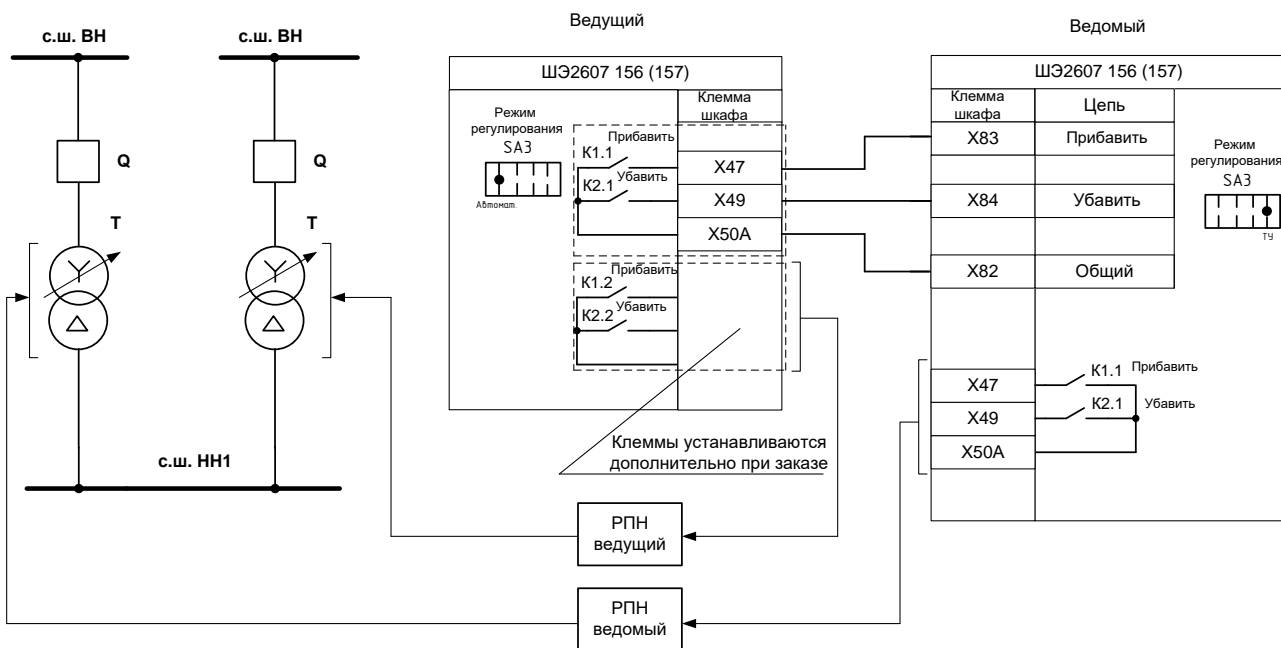 Ведущий
Ведомый
с.ш. ВН
с.ш. ВН
Q
Q
T
T
с.ш. НН1
ШЭ2607 156 (157)
Режим
регулирования
SA3
Автомат.
Клемма
шкафа
K1.1
Прибавить
K2.1
Убавить
X47
X49
X50A
K1.2
Прибавить
K2.2
Убавить
Клеммы устанавливаются
дополнительно при заказе
ШЭ2607 156 (157)
Клемма
шкафа
Цепь
X83
Прибавить
X84
Убавить
X82
Общий
Режим
регулирования
SA3
ТУ
X47
K1.1
Прибавить
X49
K2.1
Убавить
X50A
РПН
ведущий
РПН
ведомый